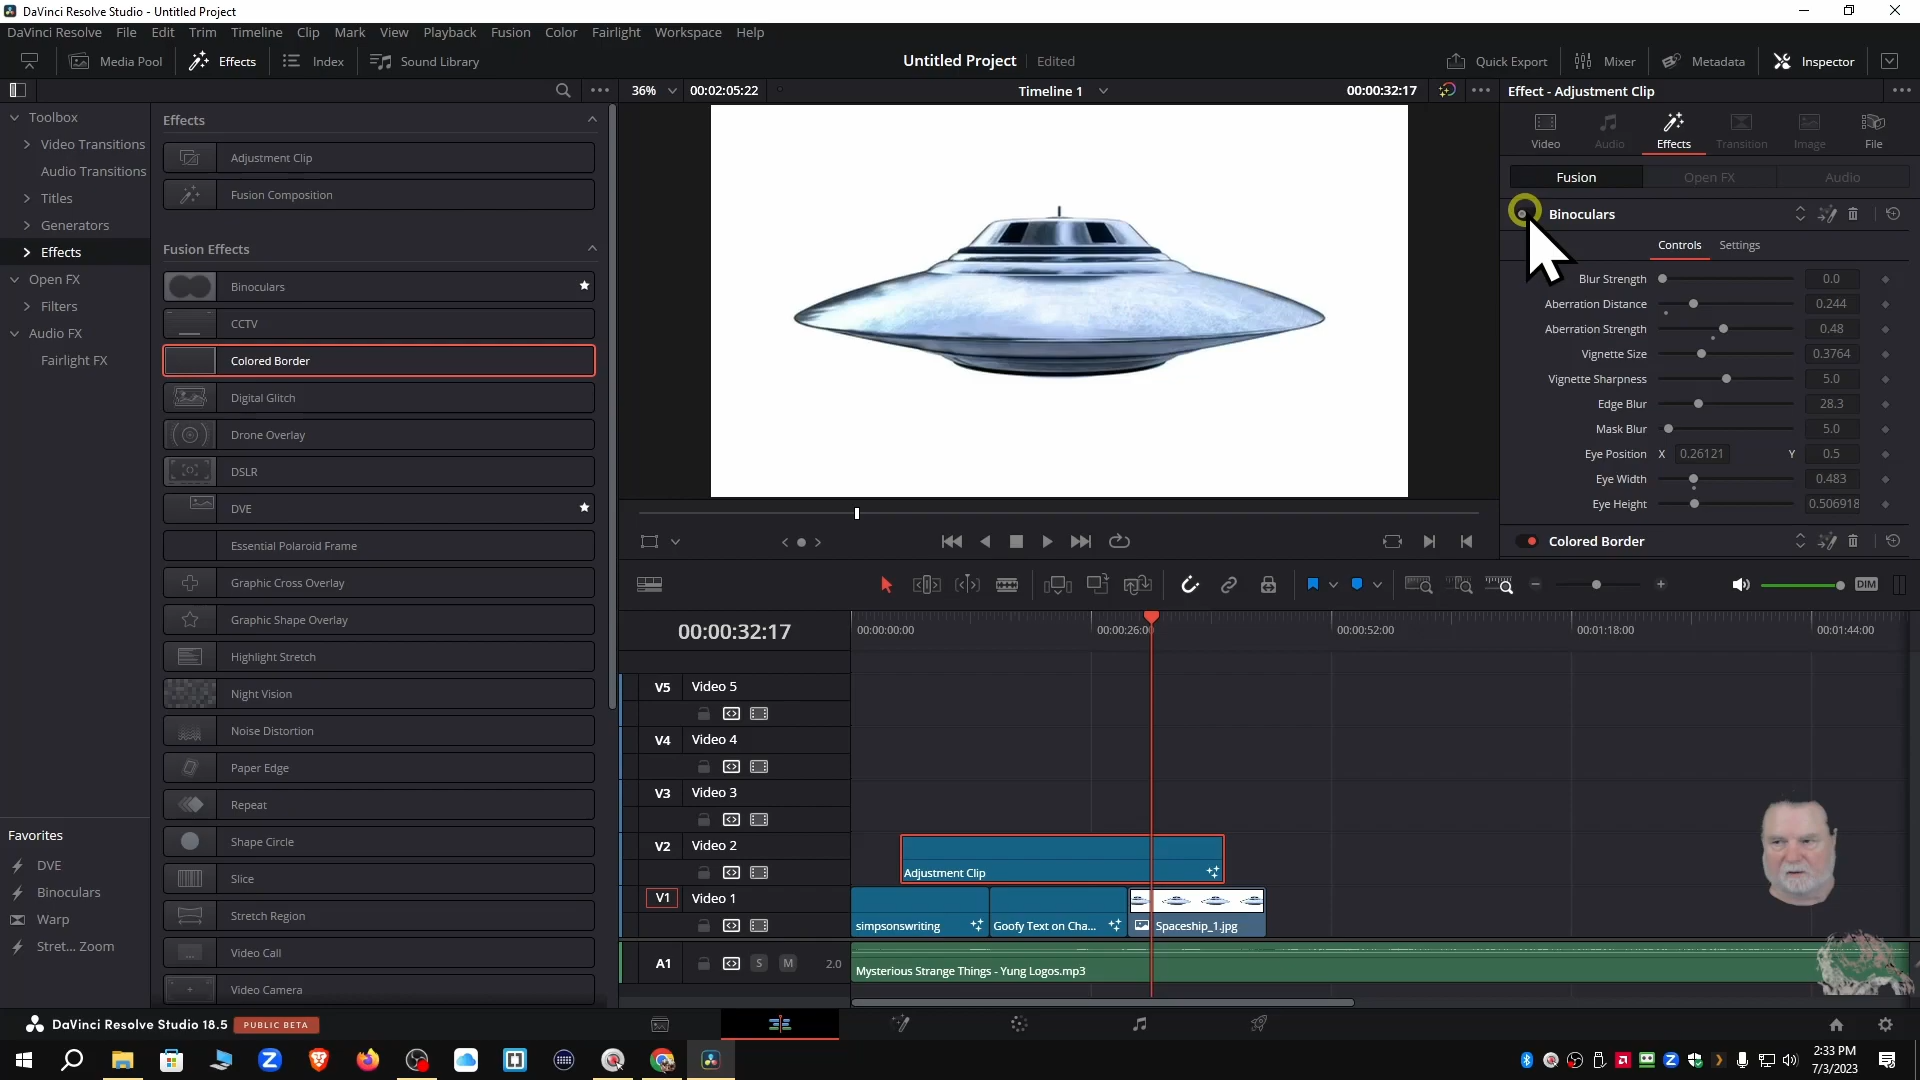 DaVinci Resolve Studio - Untitled Project
DaVinci Resolve File Edit Trim Timeline Clip Mark View Playback Fusion Color Fairlight Workspace Help
Media Pool Effects Index Sound Library Untitled Project Edited Quick Export Mixer Metadata Inspector
36% 00:02:05:22 Timeline 1 00:00:32:17 Effect - Adjustment Clip
Toolbox
Video Transitions
Audio Transitions
Titles
Generators
Effects
Open FX
Filters
Audio FX
Fairlight FX
Favorites
DVE
Binoculars
Warp
Stret... Zoom
Effects
Adjustment Clip
Fusion Composition
Fusion Effects
Binoculars
CCTV
Colored Border
Digital Glitch
Drone Overlay
DSLR
DVE
Essential Polaroid Frame
Graphic Cross Overlay
Graphic Shape Overlay
Highlight Stretch
Night Vision
Noise Distortion
Paper Edge
Repeat
Shape Circle
Slice
Stretch Region
Video Call
Video Camera
Video Audio Effects Transition Image File
Fusion Open FX Audio
Binoculars
Controls Settings
Blur Strength 0.0
Aberration Distance 0.244
Aberration Strength 0.48
Vignette Size 0.3764
Vignette Sharpness 5.0
Edge Blur 28.3
Mask Blur 5.0
Eye Position X 0.26121 Y 0.5
Eye Width 0.483
Eye Height 0.506918
Colored Border
DIM
00:00:32:17 00:00:00:00 00:00:26:00 00:00:52:00 00:01:18:00 00:01:44:00
V5 Video 5
V4 Video 4
V3 Video 3
V2 Video 2
Adjustment Clip
V1 Video 1
simpsonswriting Goofy Text on Cha... Spaceship_1.jpg
A1 S M 2.0
Mysterious Strange Things - Yung Logos.mp3
DaVinci Resolve Studio 18.5 PUBLIC BETA
2:33 PM
7/3/2023